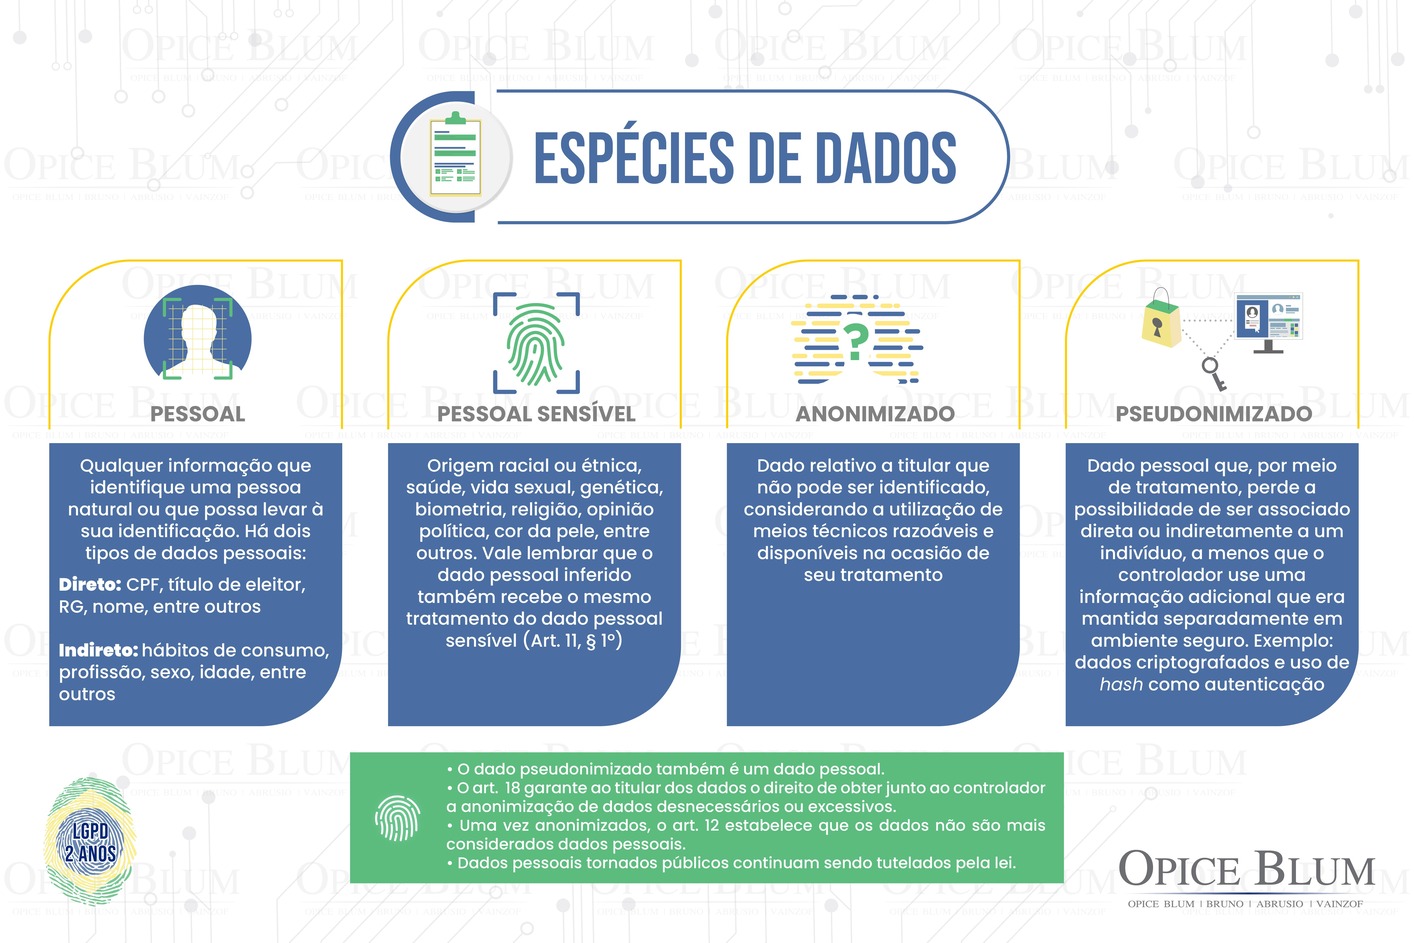 ESPÉCIES DE DADOS
PESSOAL
Qualquer informação que
identifique uma pessoa
natural ou que possa levar à
sua identificação. Há dois
tipos de dados pessoais:
Direto: CPF, título de eleitor,
RG, nome, entre outros
Indireto: hábitos de consumo,
profissão, sexo, idade, entre
outros
PESSOAL SENSÍVEL
Origem racial ou étnica,
saúde, vida sexual, genética,
biometria, religião, opinião
política, cor da pele, entre
outros. Vale lembrar que o
dado pessoal inferido
também recebe o mesmo
tratamento do dado pessoal
sensível (Art. 11, § 1º)
ANONIMIZADO
Dado relativo a titular que
não pode ser identificado,
considerando a utilização de
meios técnicos razoáveis e
disponíveis na ocasião de
seu tratamento
PSEUDONIMIZADO
Dado pessoal que, por meio
de tratamento, perde a
possibilidade de ser associado
direta ou indiretamente a um
indivíduo, a menos que o
controlador use uma
informação adicional que era
mantida separadamente em
ambiente seguro. Exemplo:
dados criptografados e uso de
hash como autenticação
• O dado pseudonimizado também é um dado pessoal.
• O art. 18 garante ao titular dos dados o direito de obter junto ao controlador
a anonimização de dados desnecessários ou excessivos.
• Uma vez anonimizados, o art. 12 estabelece que os dados não são mais
considerados dados pessoais.
• Dados pessoais tornados públicos continuam sendo tutelados pela lei.
LGPD
2 ANOS
OPICE BLUM
OPICE BLUM | BRUNO | ABRUSIO | VAINZOF